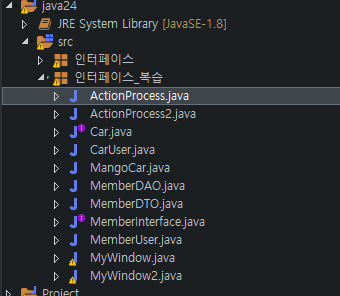 java24
JRE System Library [JavaSE-1.8]
src
인터페이스
인터페이스_복습
ActionProcess.java
ActionProcess2.java
Car.java
CarUser.java
MangoCar.java
MemberDAO.java
MemberDTO.java
MemberInterface.java
MemberUser.java
MyWindow.java
MyWindow2.java
Project